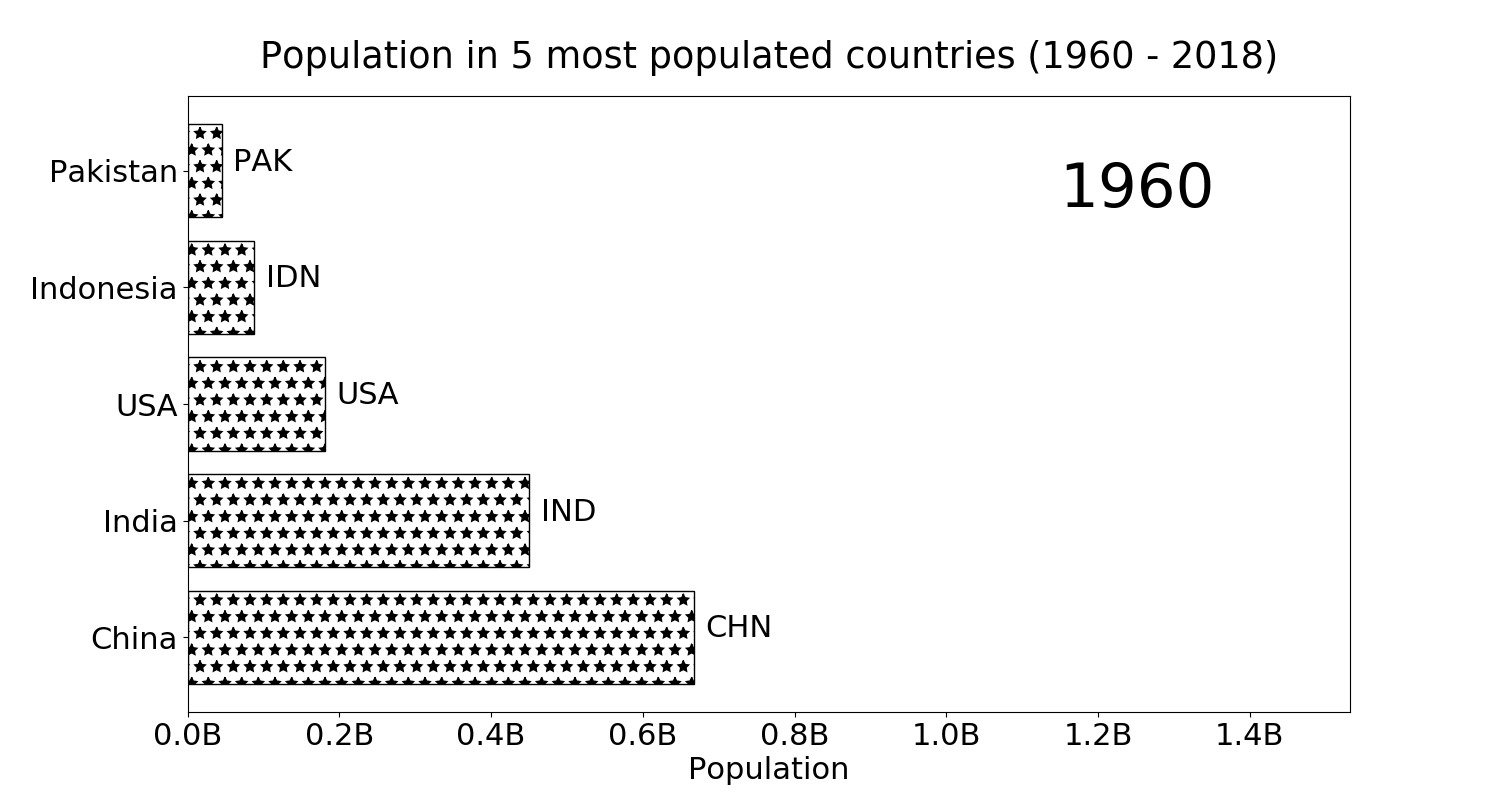 Population in 5 most populated countries (1960 - 2018)
1960
Pakistan PAK
Indonesia IDN
USA USA
India IND
China CHN
0.0B 0.2B 0.4B 0.6B 0.8B 1.0B 1.2B 1.4B
Population